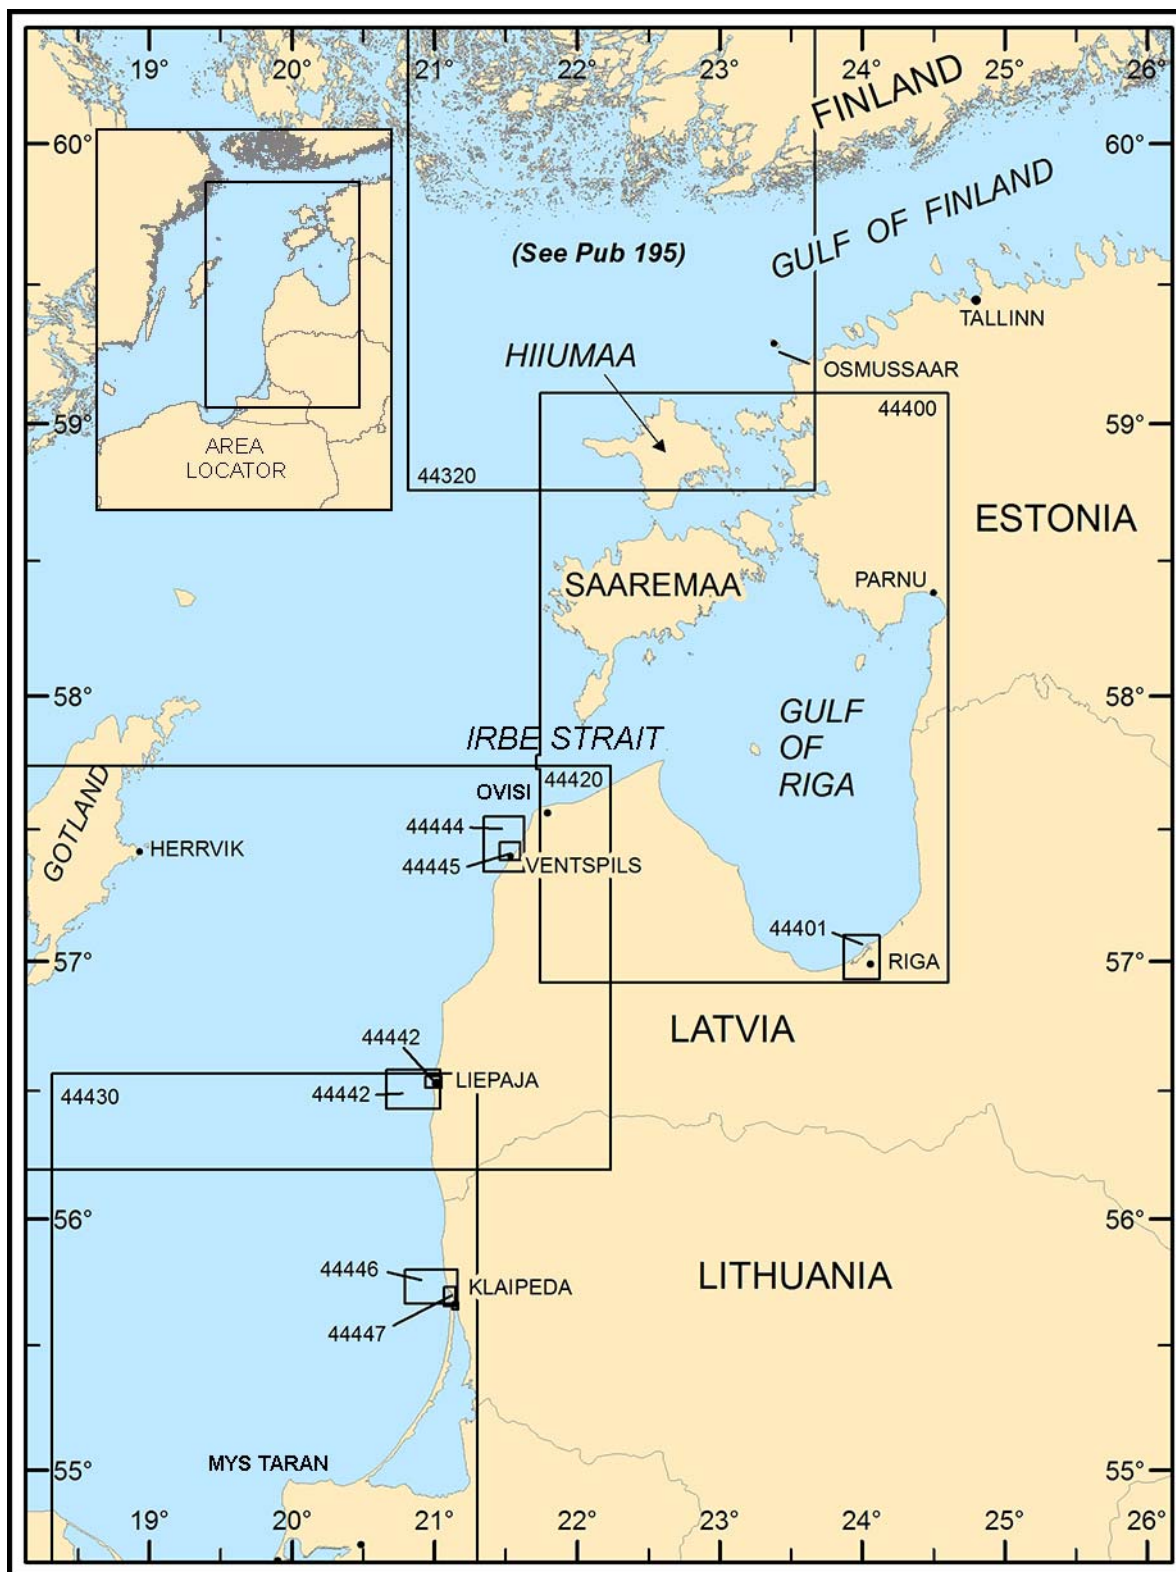 19°
20°
21°
22°
23°
24°
25°
26°
FINLAND
60°
60°
GULF OF FINLAND
(See Pub 195)
TALLINN
HIIUMAA
OSMUSSAAR
44400
59°
59°
AREA
LOCATOR
44320
ESTONIA
SAAREMAA
PARNU
58°
58°
GULF
OF
RIGA
IRBE STRAIT
44420
OVISI
GOTLAND
44444
HERRVIK
44445
VENTSPILS
44401
RIGA
57°
57°
LATVIA
44442
LIEPAJA
44430
44442
56°
56°
44446
KLAIPEDA
LITHUANIA
44447
MYS TARAN
55°
55°
19°
20°
21°
22°
23°
24°
25°
26°